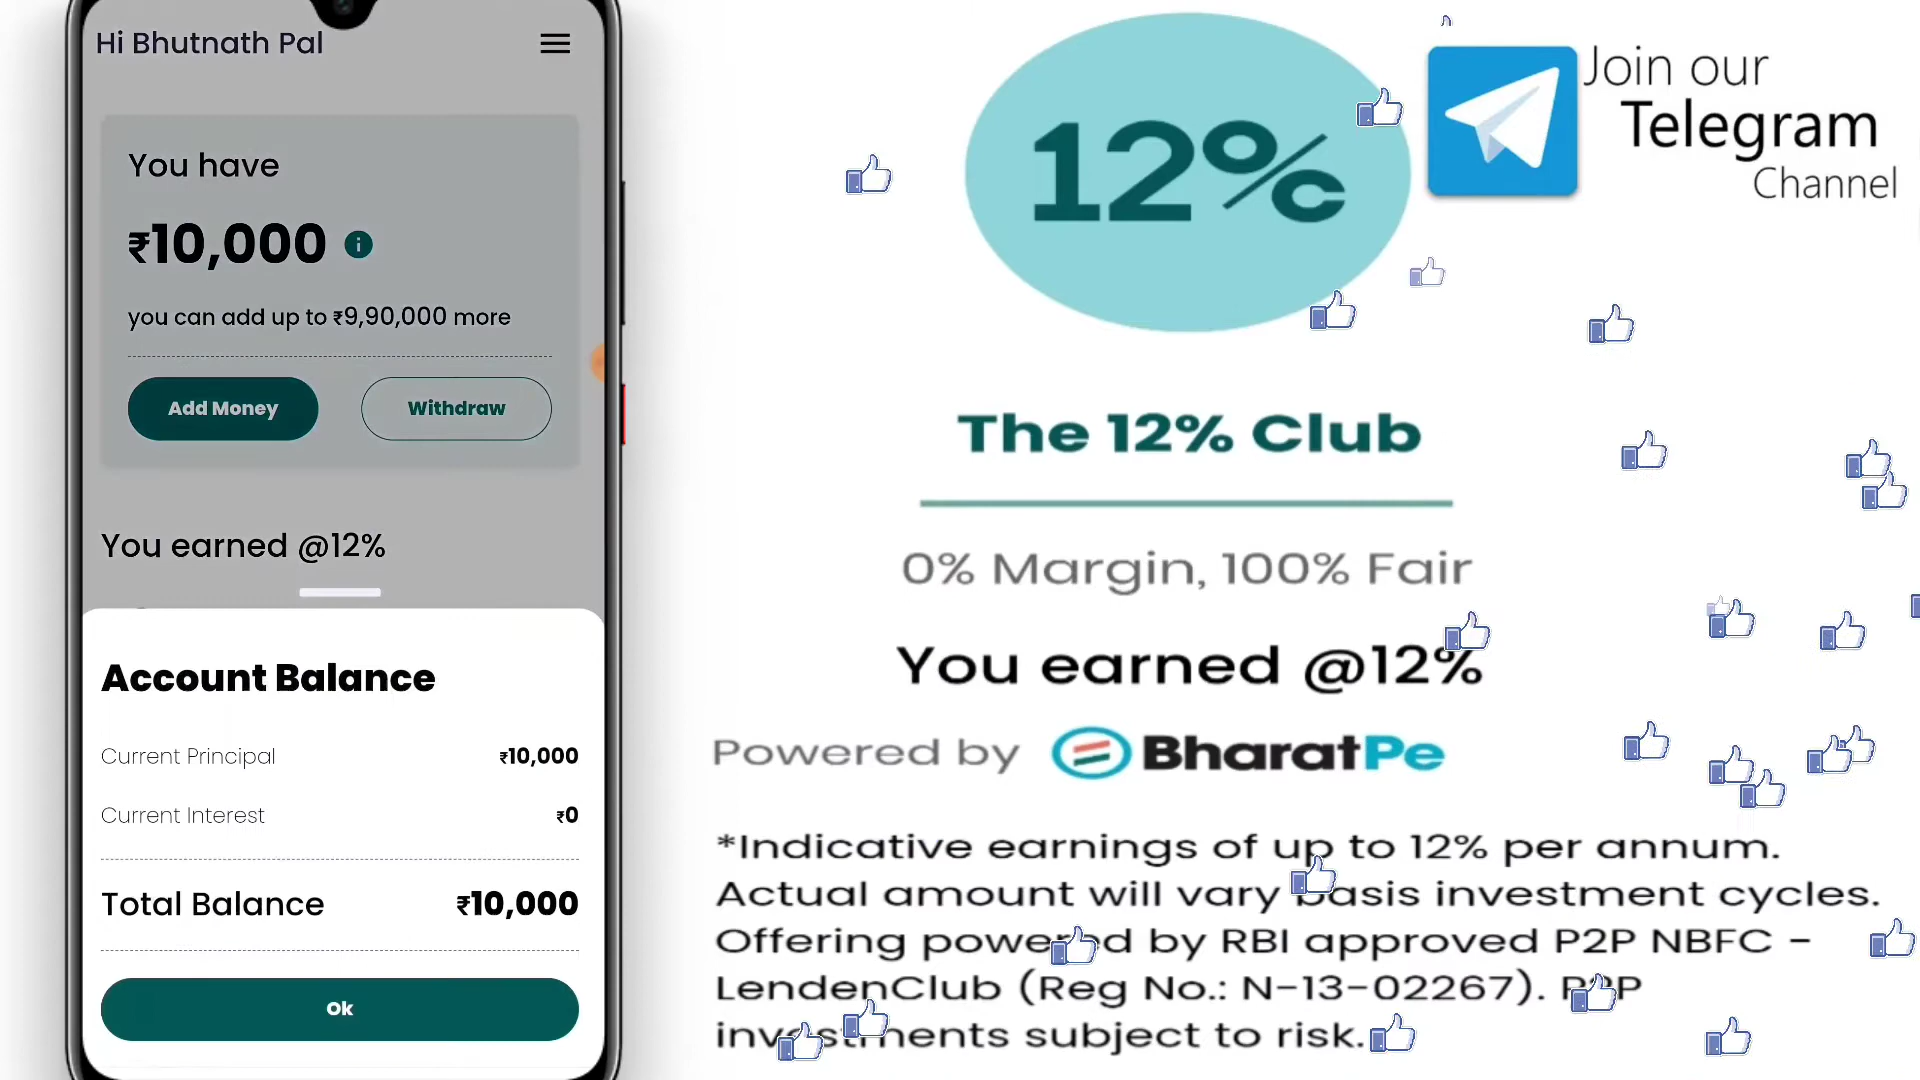 Hi Bhutnath Pal
You have
₹10,000
you can add up to ₹9,90,000 more
Add Money
Withdraw
You earned @12%
Account Balance
Current Principal ₹10,000
Current Interest ₹0
Total Balance ₹10,000
Ok
12%
Join our
Telegram
Channel
The 12% Club
0% Margin, 100% Fair
You earned @12%
Powered by BharatPe
*Indicative earnings of up to 12% per annum.
Actual amount will vary basis investment cycles.
Offering powered by RBI approved P2P NBFC -
LendenClub (Reg No.: N-13-02267). P2P
investments subject to risk.